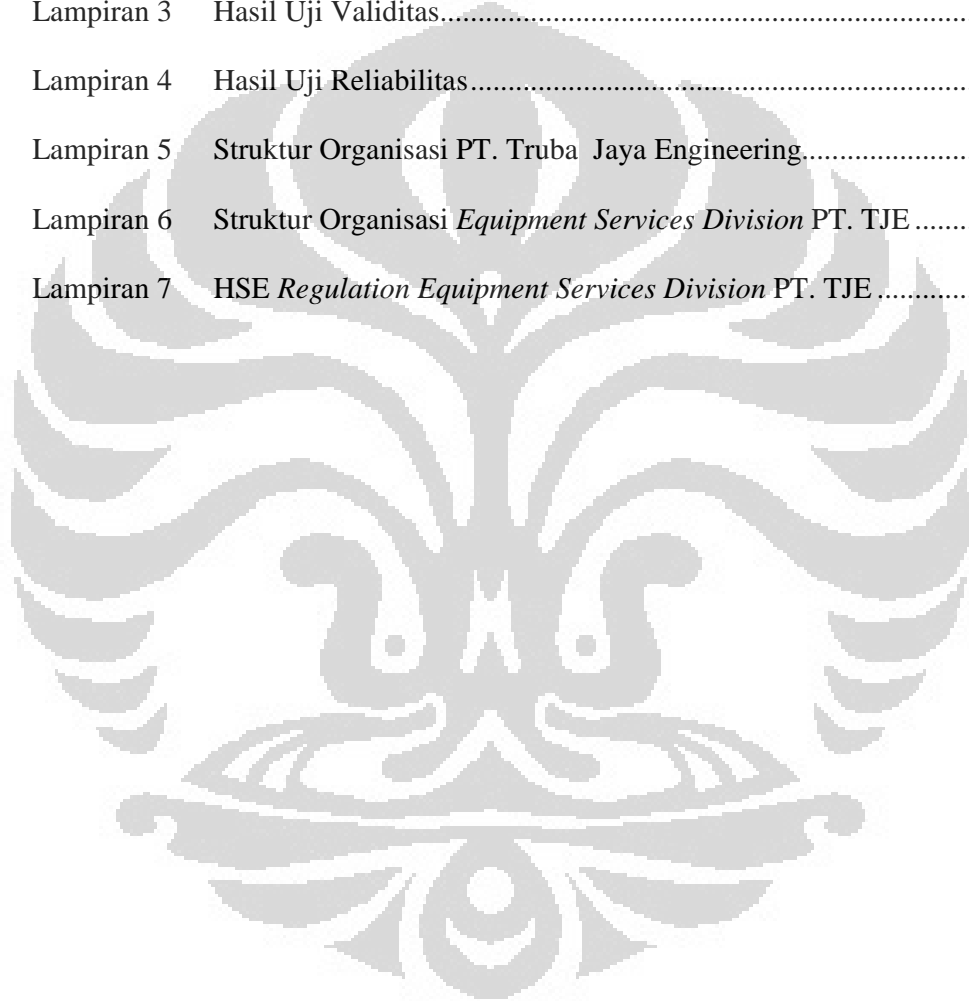 Lampiran 3 Hasil Uji Validitas......................................................................
Lampiran 4 Hasil Uji Reliabilitas..................................................................
Lampiran 5 Struktur Organisasi PT. Truba Jaya Engineering.....................
Lampiran 6 Struktur Organisasi Equipment Services Division PT. TJE.......
Lampiran 7 HSE Regulation Equipment Services Division PT. TJE............